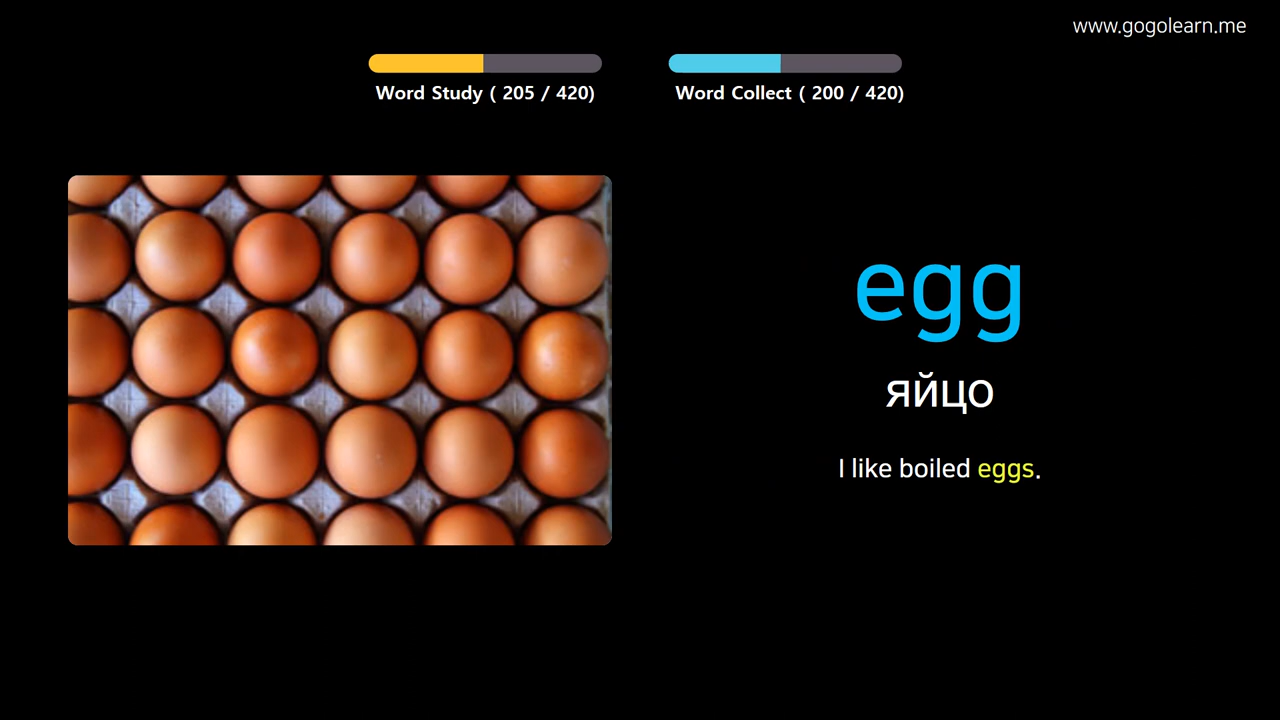 www.gogolearn.me
Word Study ( 205 / 420)
Word Collect ( 200 / 420)
egg
яйцо
I like boiled eggs.